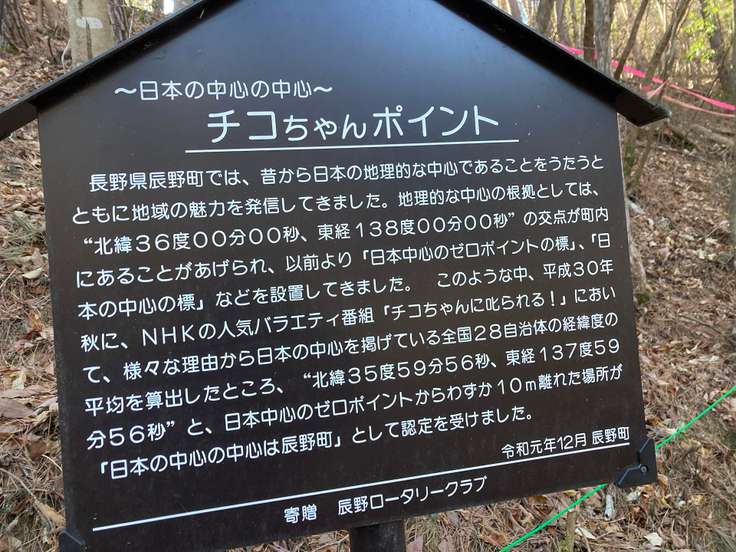 ～日本の中心の中心～
チコちゃんポイント
長野県辰野町では、昔から日本の地理的な中心であることをうたうと
ともに地域の魅力を発信してきました。地理的な中心の根拠としては、
“北緯３６度００分００秒、東経１３８度００分００秒”の交点が町内
にあることがあげられ、以前より「日本中心のゼロポイントの標」、「日
本の中心の標」などを設置してきました。　このような中、平成３０年
秋に、ＮＨＫの人気バラエティ番組「チコちゃんに叱られる！」におい
て、様々な理由から日本の中心を掲げている全国２８自治体の経緯度の
平均を算出したところ、“北緯３５度５９分５６秒、東経１３７度５９
分５６秒”と、日本中心のゼロポイントからわずか１０ｍ離れた場所が
「日本の中心の中心は辰野町」として認定を受けました。
令和元年12月 辰野町
寄贈　辰野ロータリークラブ